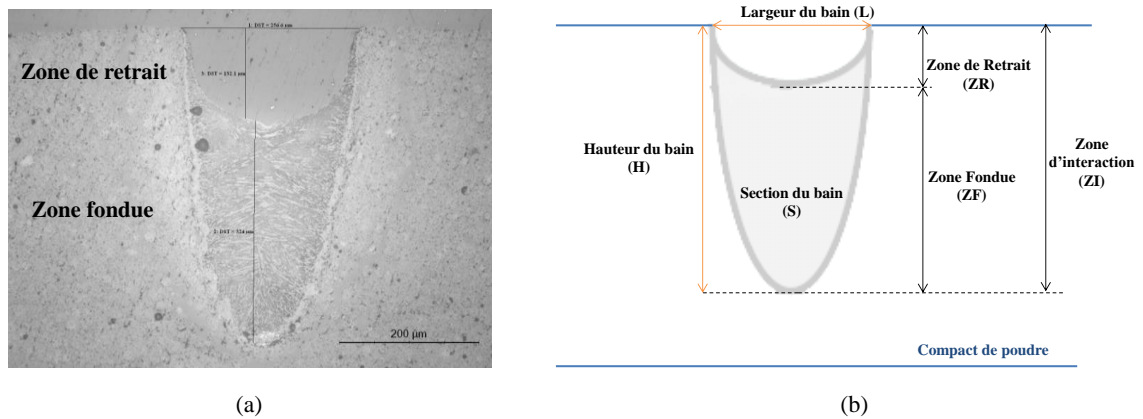 Zone de retrait
Zone fondue
200 µm
(a)
Largeur du bain (L)
Zone de Retrait
(ZR)
Hauteur du bain
(H)
Zone
d'interaction
(ZI)
Zone Fondue
(ZF)
Section du bain
(S)
Compact de poudre
(b)